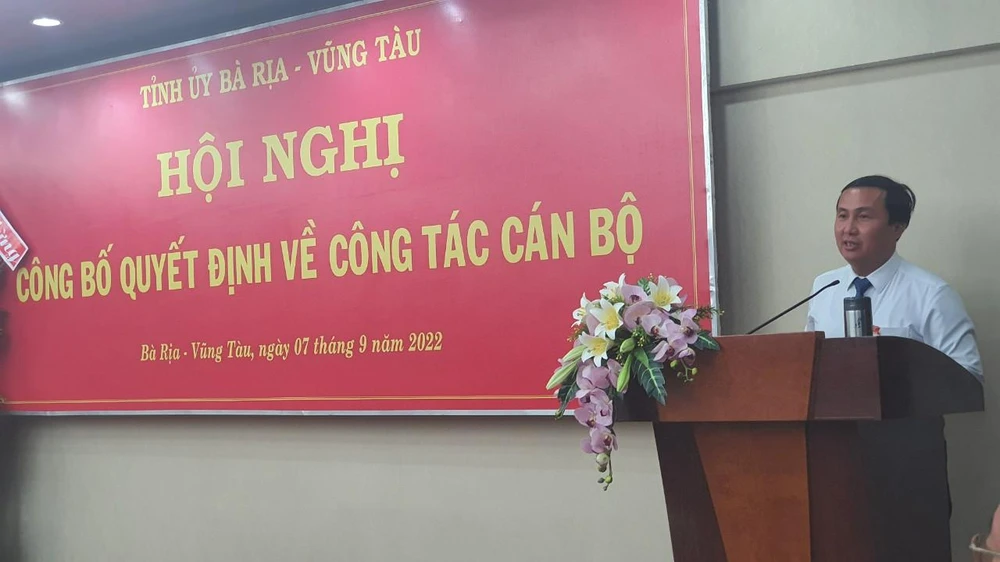 TỈNH ỦY BÀ RỊA - VŨNG TÀU
HỘI NGHỊ
CÔNG BỐ QUYẾT ĐỊNH VỀ CÔNG TÁC CÁN BỘ
Bà Rịa - Vũng Tàu, ngày 07 tháng 9 năm 2022